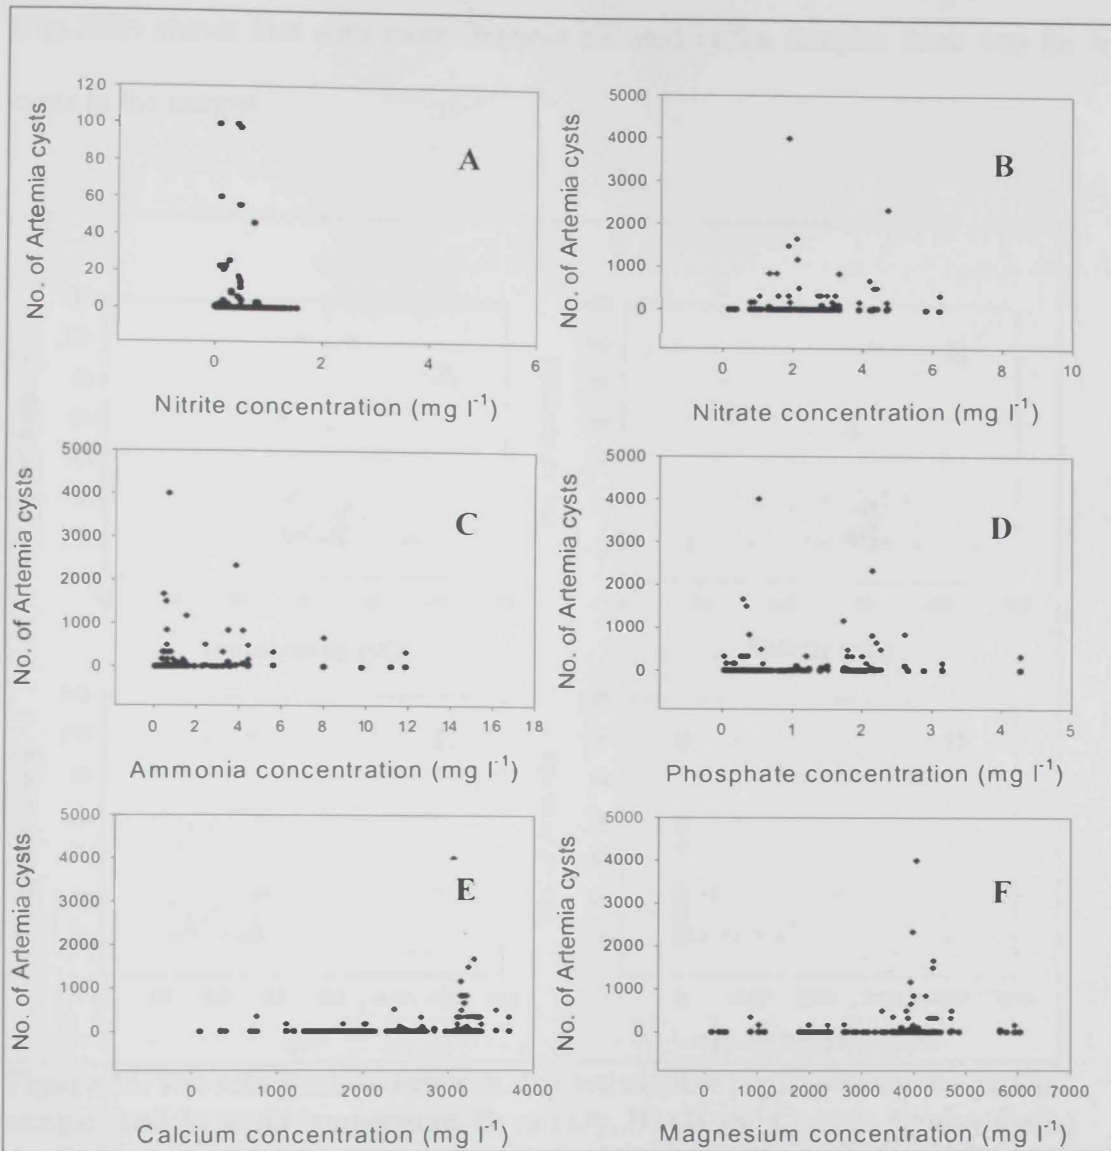 No. of Artemia cysts
120
100
80
60
40
20
0
A
0 2 4 6
Nitrite concentration (mg l⁻¹)
No. of Artemia cysts
5000
4000
3000
2000
1000
0
B
0 2 4 6 8 10
Nitrate concentration (mg l⁻¹)
No. of Artemia cysts
5000
4000
3000
2000
1000
0
C
0 2 4 6 8 10 12 14 16 18
Ammonia concentration (mg l⁻¹)
No. of Artemia cysts
5000
4000
3000
2000
1000
0
D
0 1 2 3 4 5
Phosphate concentration (mg l⁻¹)
No. of Artemia cysts
5000
4000
3000
2000
1000
0
E
0 1000 2000 3000 4000
Calcium concentration (mg l⁻¹)
No. of Artemia cysts
5000
4000
3000
2000
1000
0
F
0 1000 2000 3000 4000 5000 6000 7000
Magnesium concentration (mg l⁻¹)